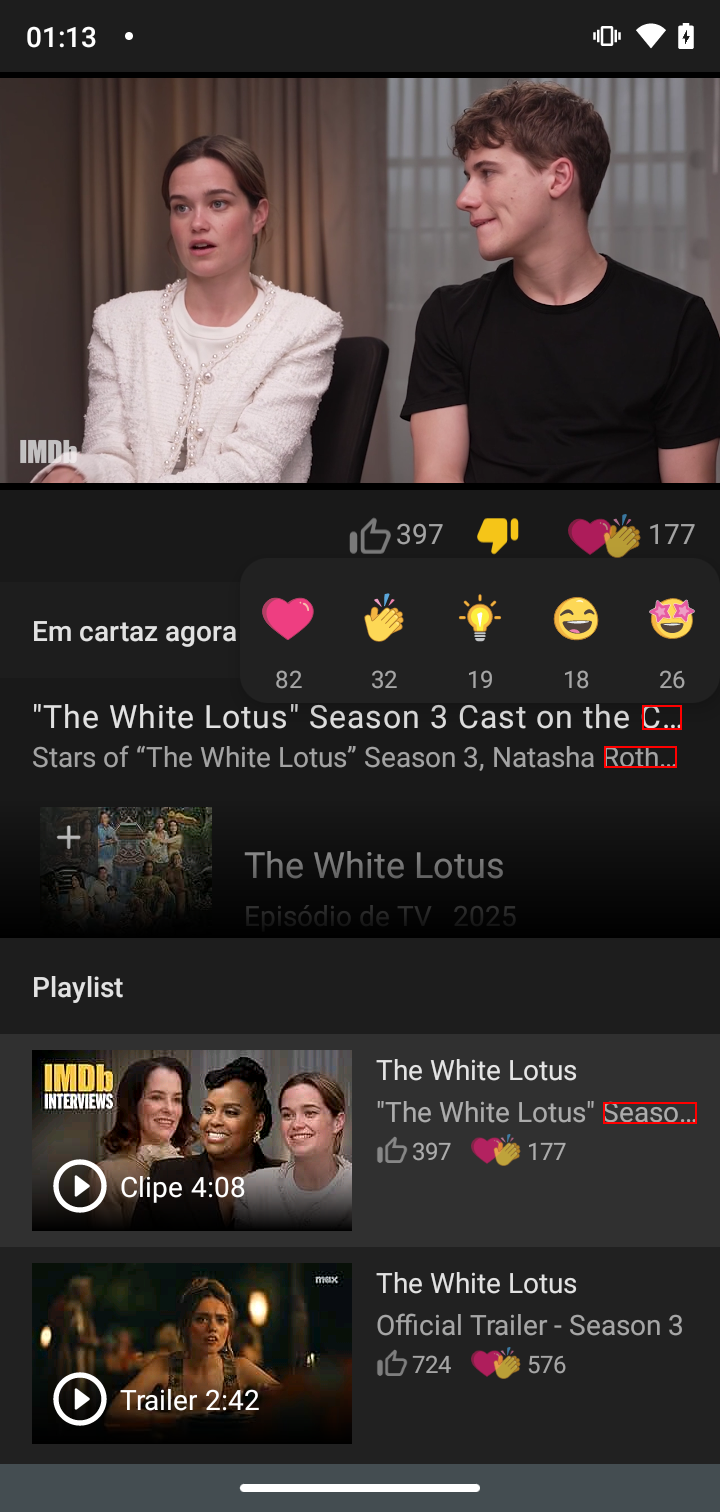 01:13
IMDb
397 177
Em cartaz agora
82 32 19 18 26
"The White Lotus" Season 3 Cast on the C…
Stars of “The White Lotus” Season 3, Natasha Roth…
The White Lotus
Episódio de TV 2025
Playlist
IMDb
INTERVIEWS
Clipe 4:08
The White Lotus
"The White Lotus" Seaso…
397 177
max
Trailer 2:42
The White Lotus
Official Trailer - Season 3
724 576